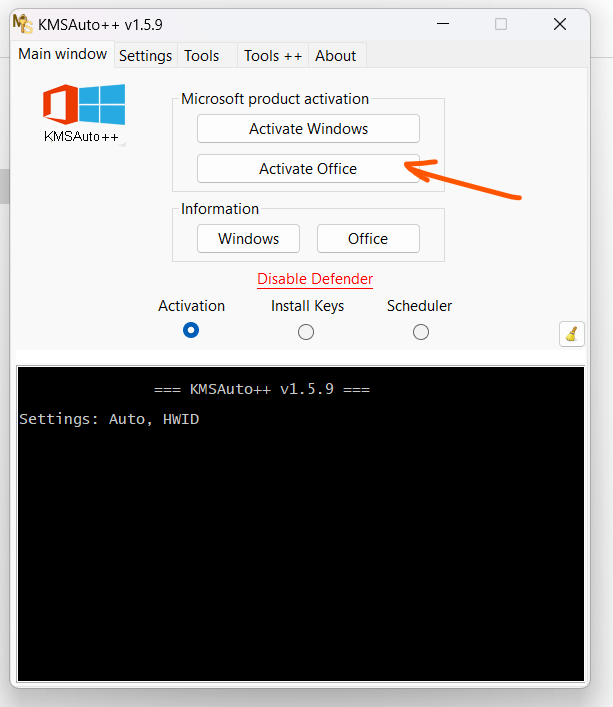 KMSAuto++ v1.5.9
Main window Settings Tools Tools ++ About
KMSAuto++
Microsoft product activation
Activate Windows
Activate Office
Information
Windows Office
Disable Defender
Activation Install Keys Scheduler
=== KMSAuto++ v1.5.9 ===
Settings: Auto, HWID